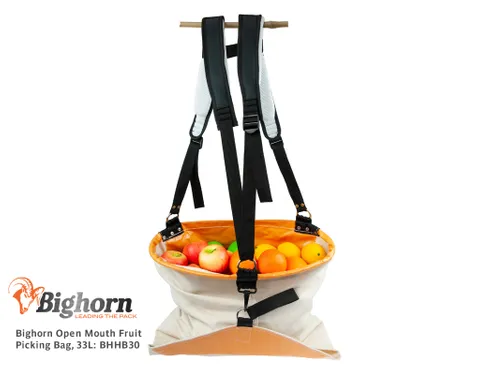 Bighorn
LEADING THE PACK
Bighorn Open Mouth Fruit
Picking Bag, 33L: BHHB30